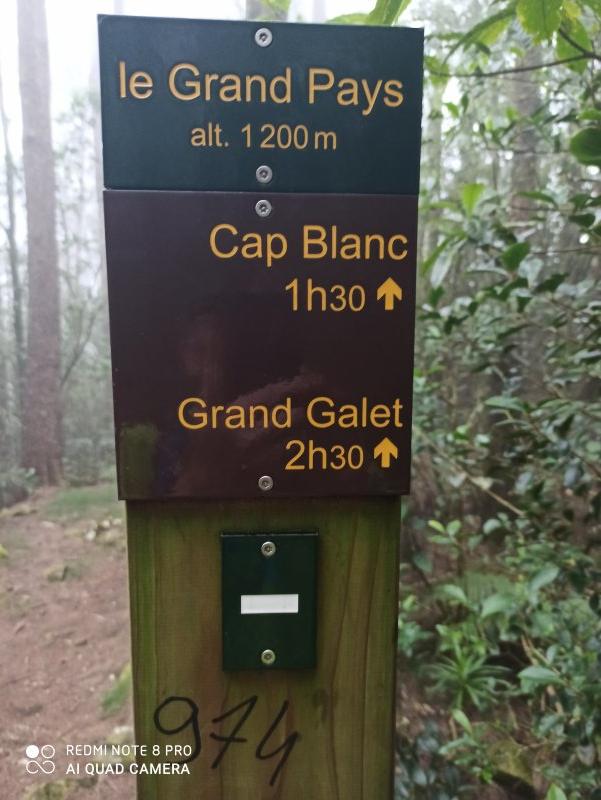 le Grand Pays
alt. 1200 m
Cap Blanc
1h30
Grand Galet
2h30
974
REDMI NOTE 8 PRO
AI QUAD CAMERA